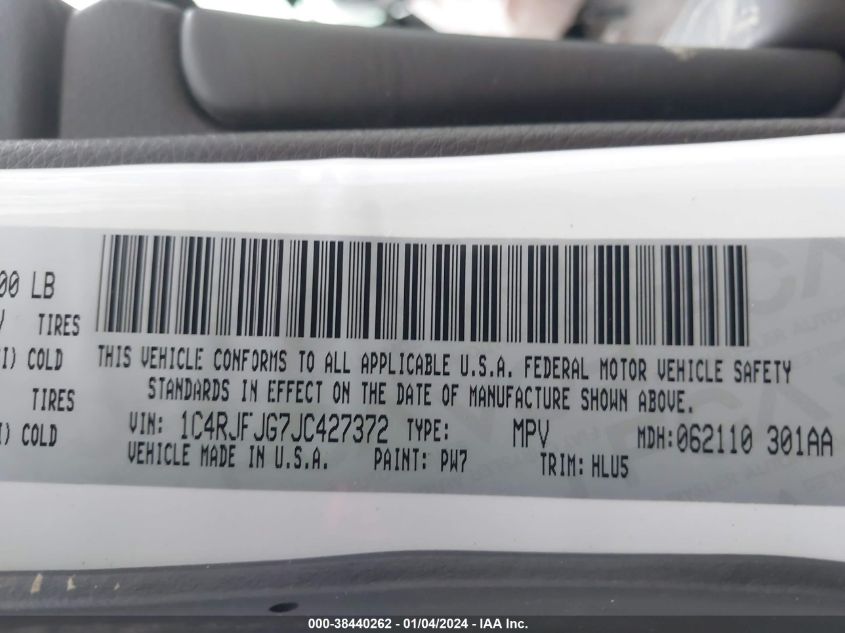 00 LB
TIRES
I) COLD
TIRES
I) COLD
THIS VEHICLE CONFORMS TO ALL APPLICABLE U.S.A. FEDERAL MOTOR VEHICLE SAFETY
STANDARDS IN EFFECT ON THE DATE OF MANUFACTURE SHOWN ABOVE.
VIN: 1C4RJFJG7JC427372 TYPE: MPV MDH:062110 301AA
VEHICLE MADE IN U.S.A. PAINT: PW7 TRIM: HLU5
000-38440262 - 01/04/2024 - IAA Inc.